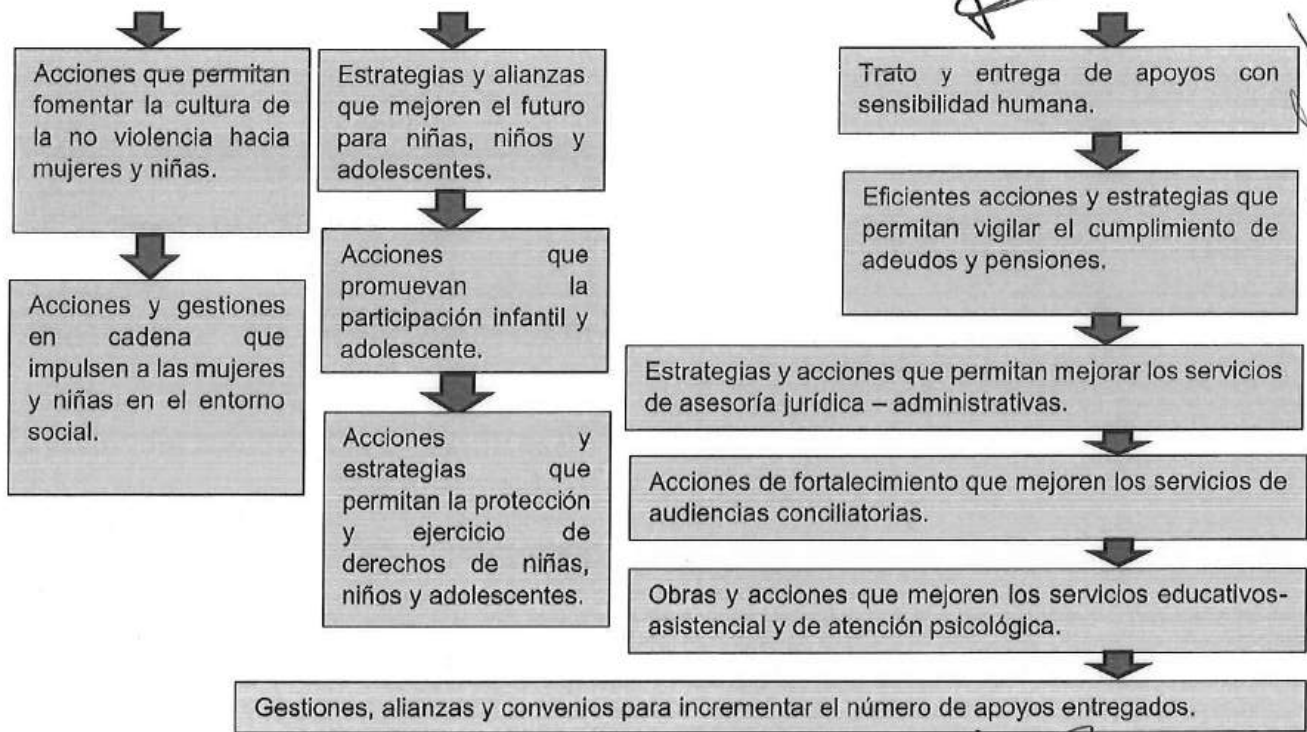 Acciones que permitan
fomentar la cultura de
la no violencia hacia
mujeres y niñas.
Acciones y gestiones
en cadena que
impulsen a las mujeres
y niñas en el entorno
social.
Estrategias y alianzas
que mejoren el futuro
para niñas, niños y
adolescentes.
Acciones que
promuevan la
participación infantil y
adolescente.
Acciones y
estrategias que
permitan la protección
y ejercicio de
derechos de niñas,
niños y adolescentes.
Trato y entrega de apoyos con
sensibilidad humana.
Eficientes acciones y estrategias que
permitan vigilar el cumplimiento de
adeudos y pensiones.
Estrategias y acciones que permitan mejorar los servicios
de asesoría jurídica – administrativas.
Acciones de fortalecimiento que mejoren los servicios de
audiencias conciliatorias.
Obras y acciones que mejoren los servicios educativos-
asistencial y de atención psicológica.
Gestiones, alianzas y convenios para incrementar el número de apoyos entregados.